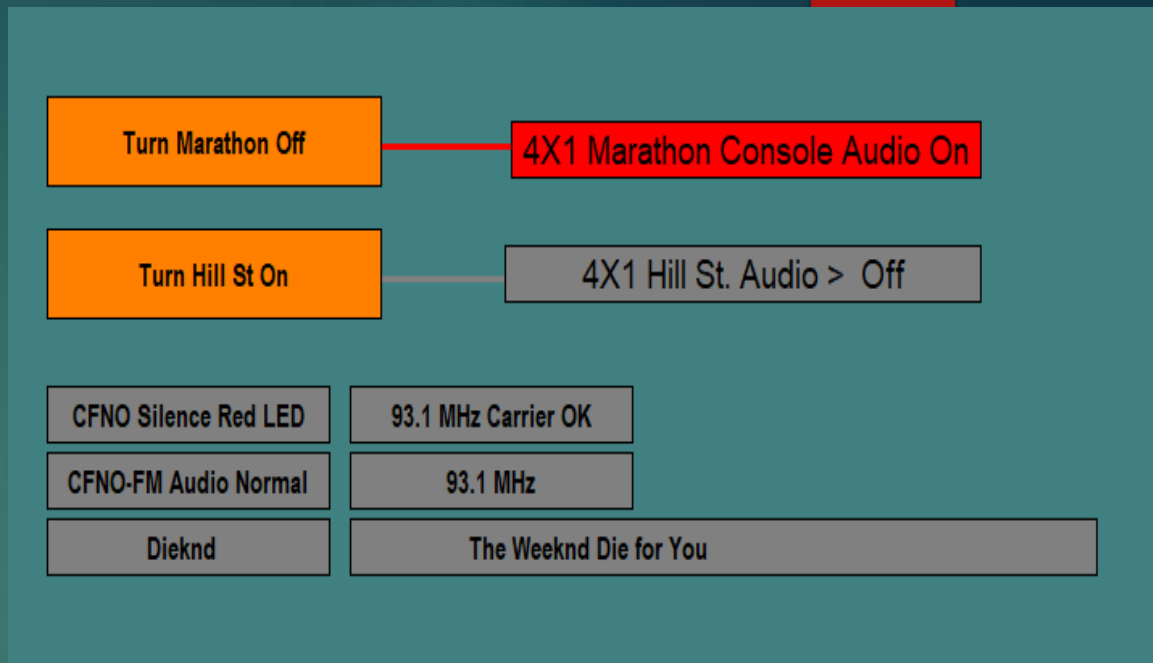 Turn Marathon Off
4X1 Marathon Console Audio On
Turn Hill St On
4X1 Hill St. Audio > Off
CFNO Silence Red LED
93.1 MHz Carrier OK
CFNO-FM Audio Normal
93.1 MHz
Dieknd
The Weeknd Die for You